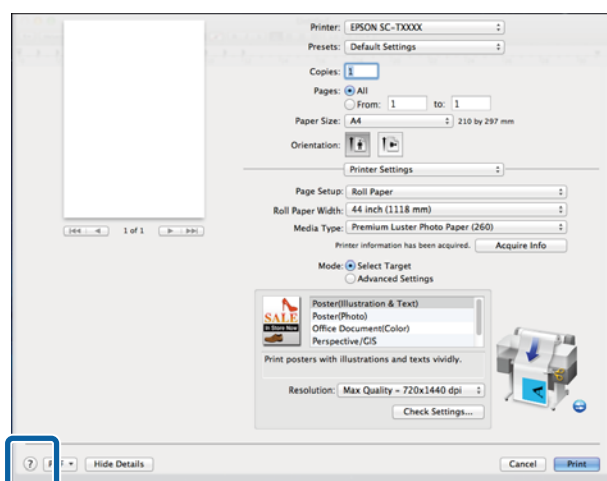 Printer: EPSON SC-TXXXX
Presets: Default Settings
Copies: 1
Pages: All
From: 1 to: 1
Paper Size: A4 210 by 297 mm
Orientation:
Printer Settings
Page Setup: Roll Paper
Roll Paper Width: 44 inch (1118 mm)
1 of 1
Media Type: Premium Luster Photo Paper (260)
Printer information has been acquired. Acquire Info
Mode: Select Target
Advanced Settings
SALE
In Store Now
Poster(Illustration & Text)
Poster(Photo)
Office Document(Color)
Perspective/GIS
Print posters with illustrations and texts vividly.
Resolution: Max Quality – 720x1440 dpi
Check Settings...
? Hide Details Cancel Print